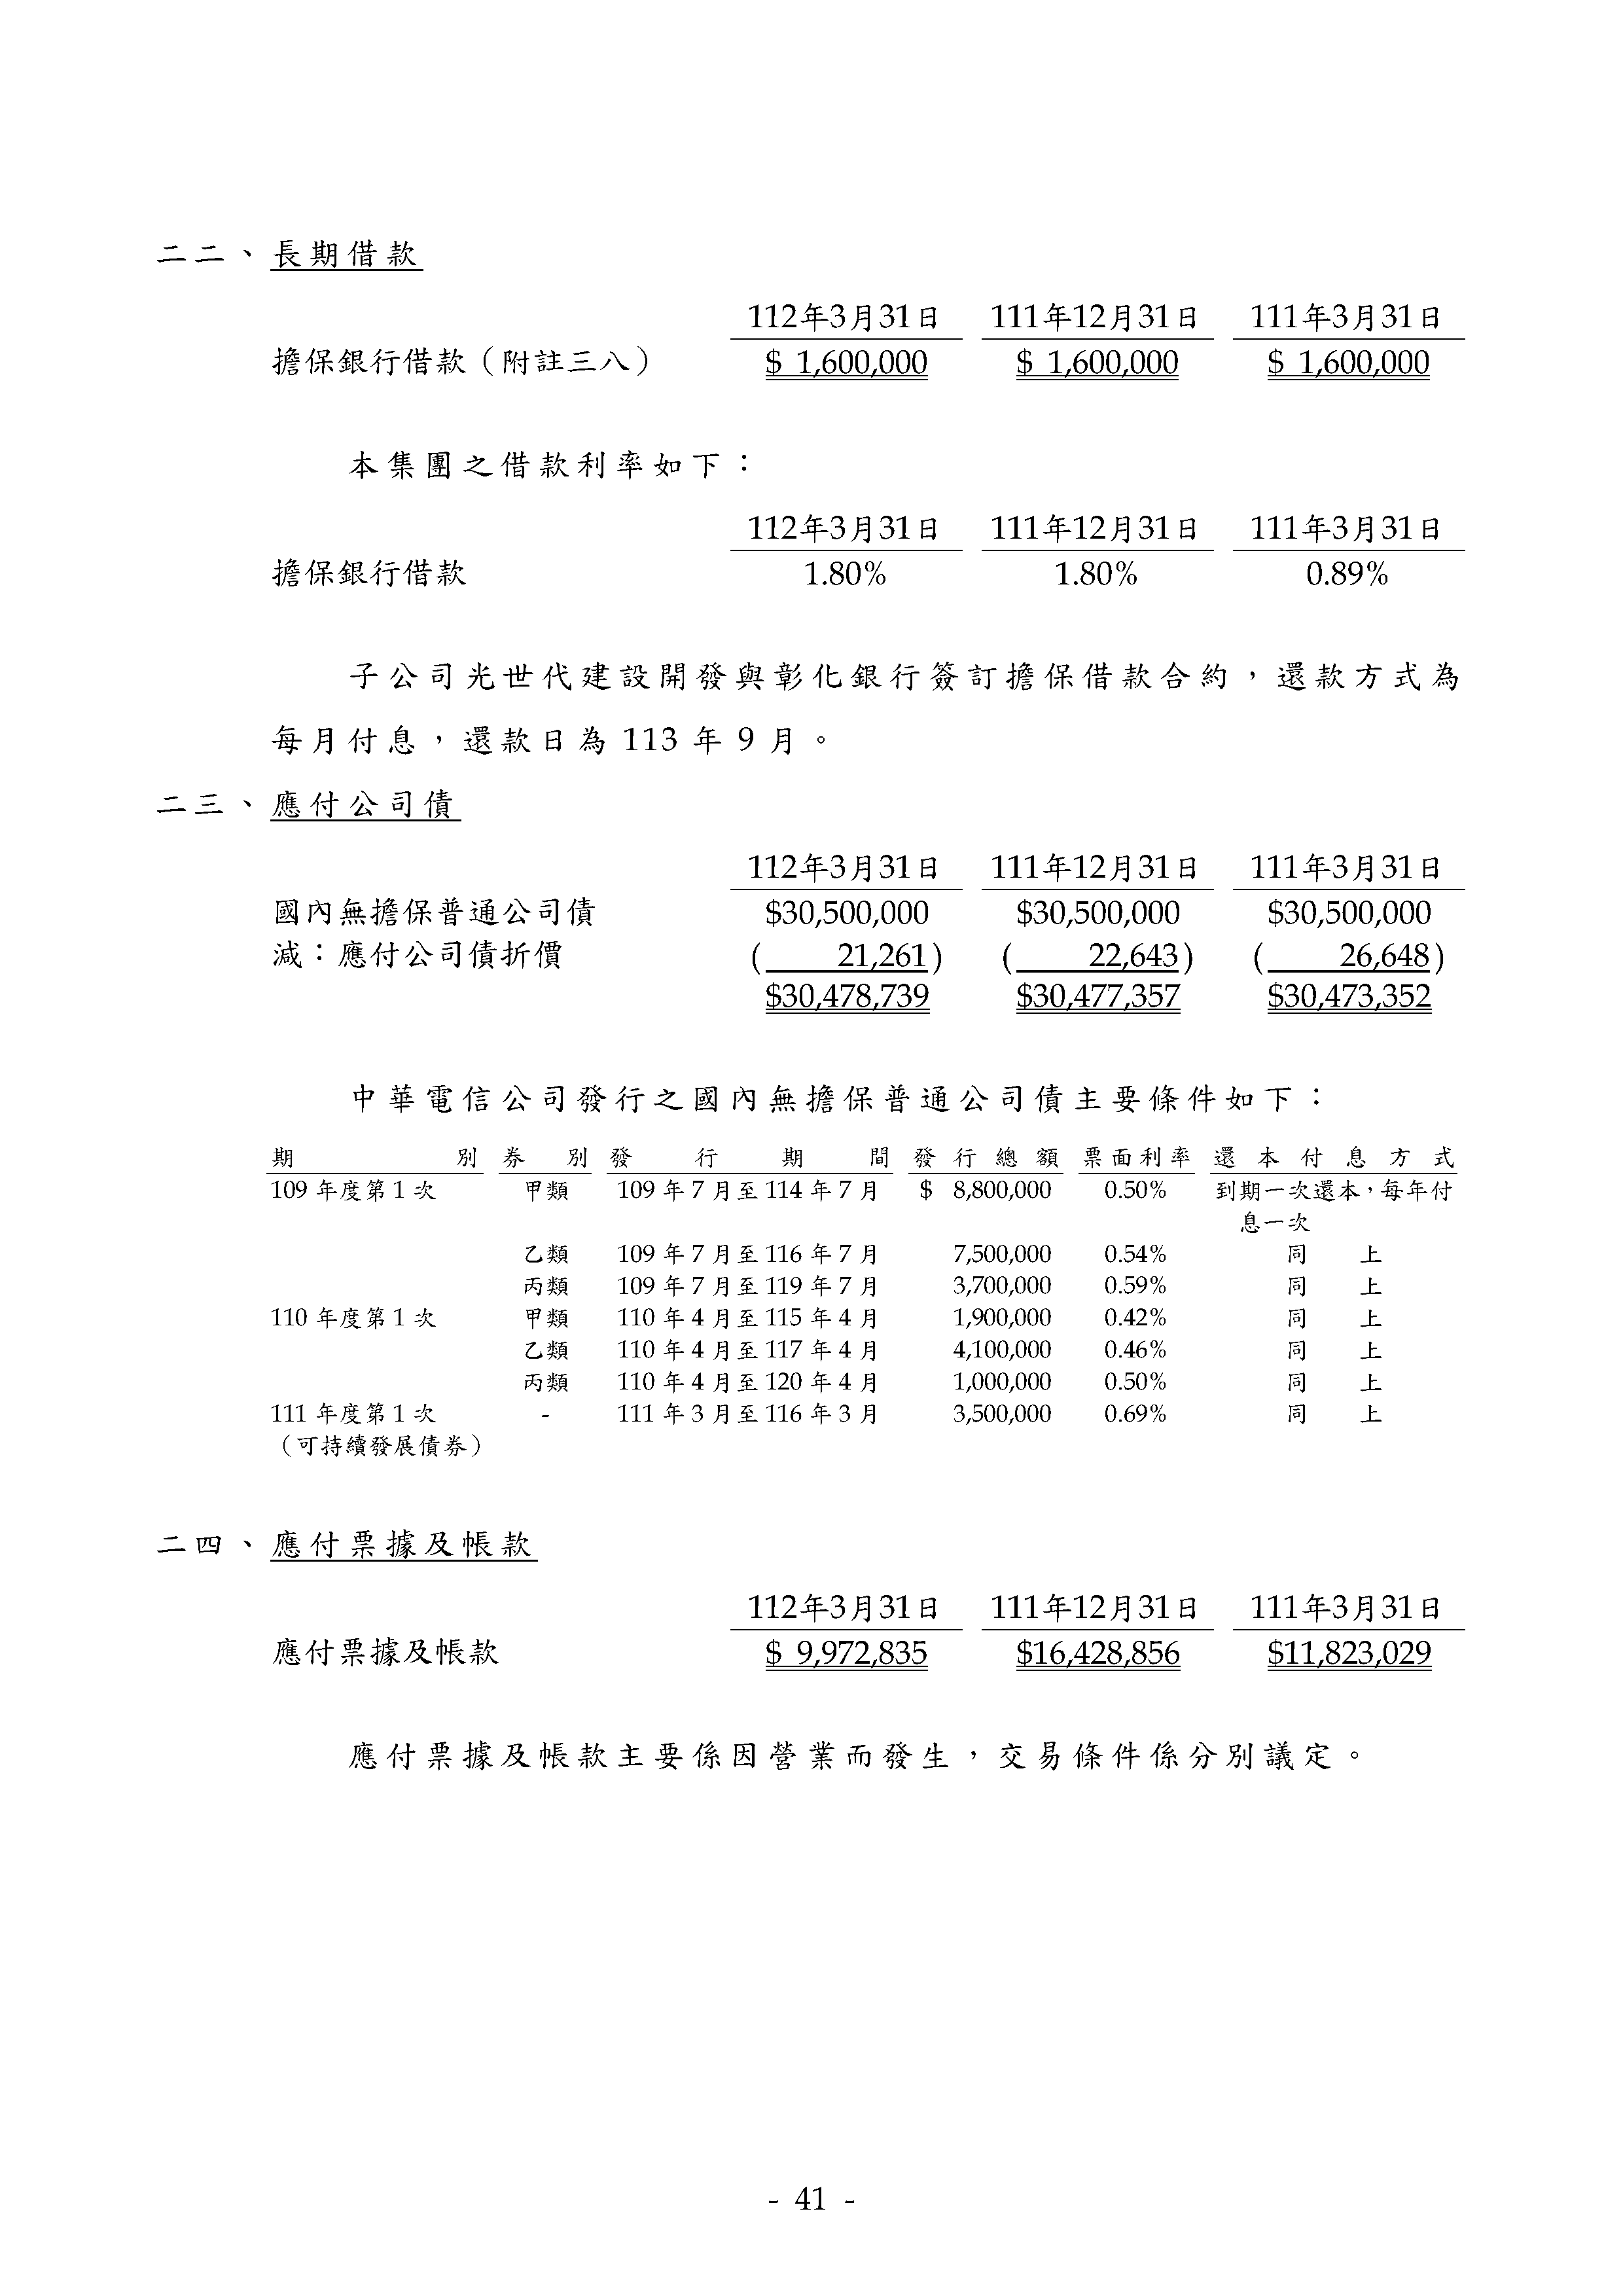 二二、長期借款
112年3月31日 111年12月31日 111年3月31日
擔保銀行借款（附註三八） $ 1,600,000 $ 1,600,000 $ 1,600,000
本集團之借款利率如下：
112年3月31日 111年12月31日 111年3月31日
擔保銀行借款 1.80% 1.80% 0.89%
子公司光世代建設開發與彰化銀行簽訂擔保借款合約，還款方式為
每月付息，還款日為 113 年 9 月。
二三、應付公司債
112年3月31日 111年12月31日 111年3月31日
國內無擔保普通公司債 $30,500,000 $30,500,000 $30,500,000
減：應付公司債折價 ( 21,261) ( 22,643) ( 26,648)
$30,478,739 $30,477,357 $30,473,352
中華電信公司發行之國內無擔保普通公司債主要條件如下：
期別 券別 發行期間 發行總額 票面利率 還本付息方式
109 年度第 1 次 甲類 109 年 7 月至 114 年 7 月 $ 8,800,000 0.50% 到期一次還本，每年付
息一次
乙類 109 年 7 月至 116 年 7 月 7,500,000 0.54% 同上
丙類 109 年 7 月至 119 年 7 月 3,700,000 0.59% 同上
110 年度第 1 次 甲類 110 年 4 月至 115 年 4 月 1,900,000 0.42% 同上
乙類 110 年 4 月至 117 年 4 月 4,100,000 0.46% 同上
丙類 110 年 4 月至 120 年 4 月 1,000,000 0.50% 同上
111 年度第 1 次 - 111 年 3 月至 116 年 3 月 3,500,000 0.69% 同上
（可持續發展債券）
二四、應付票據及帳款
112年3月31日 111年12月31日 111年3月31日
應付票據及帳款 $ 9,972,835 $16,428,856 $11,823,029
應付票據及帳款主要係因營業而發生，交易條件係分別議定。
- 41 -